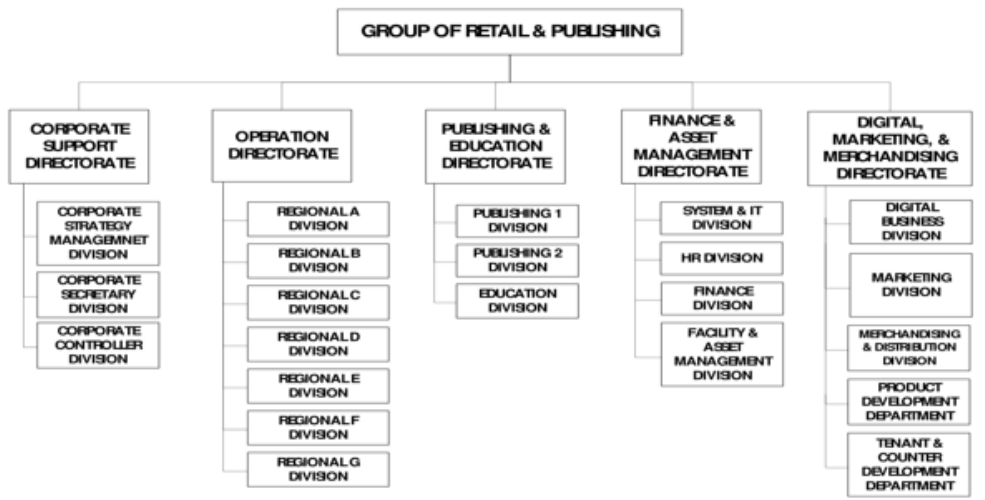 GROUP OF RETAIL & PUBLISHING
CORPORATE
SUPPORT
DIRECTORATE
CORPORATE
STRATEGY
MANAGEMNET
DIVISION
CORPORATE
SECRETARY
DIVISION
CORPORATE
CONTROLLER
DIVISION
OPERATION
DIRECTORATE
REGIONAL A
DIVISION
REGIONAL B
DIVISION
REGIONAL C
DIVISION
REGIONAL D
DIVISION
REGIONAL E
DIVISION
REGIONAL F
DIVISION
REGIONAL G
DIVISION
PUBLISHING &
EDUCATION
DIRECTORATE
PUBLISHING 1
DIVISION
PUBLISHING 2
DIVISION
EDUCATION
DIVISION
FINANCE &
ASSET
MANAGEMENT
DIRECTORATE
SYSTEM & IT
DIVISION
HR DIVISION
FINANCE
DIVISION
FACILITY &
ASSET
MANAGEMENT
DIVISION
DIGITAL,
MARKETING, &
MERCHANDISING
DIRECTORATE
DIGITAL
BUSINESS
DIVISION
MARKETING
DIVISION
MERCHANDISING
& DISTRIBUTION
DIVISION
PRODUCT
DEVELOPMENT
DEPARTMENT
TENANT &
COUNTER
DEVELOPMENT
DEPARTMENT